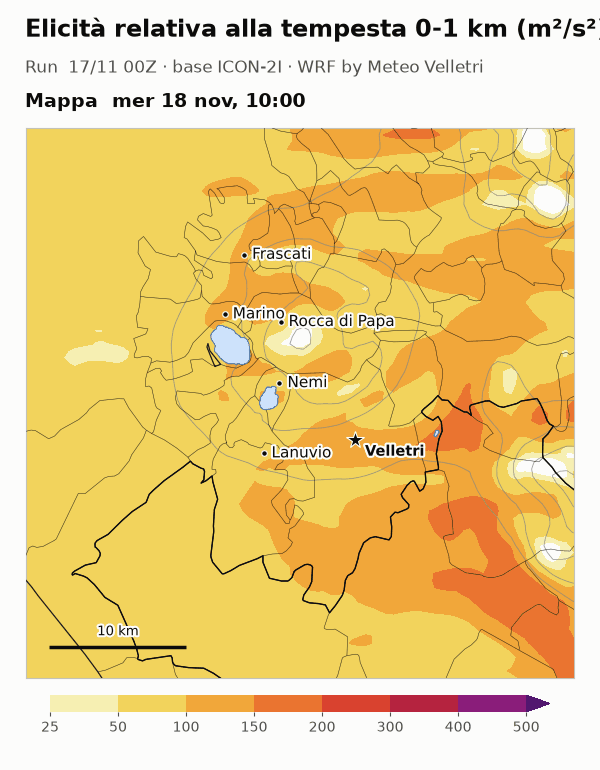 Elicità relativa alla tempesta 0-1 km (m²/s²)
Run 17/11 00Z · base ICON-2I · WRF by Meteo Velletri
Mappa mer 18 nov, 10:00
Frascati
Marino
Rocca di Papa
Nemi
Lanuvio
Velletri
10 km
25 50 100 150 200 300 400 500